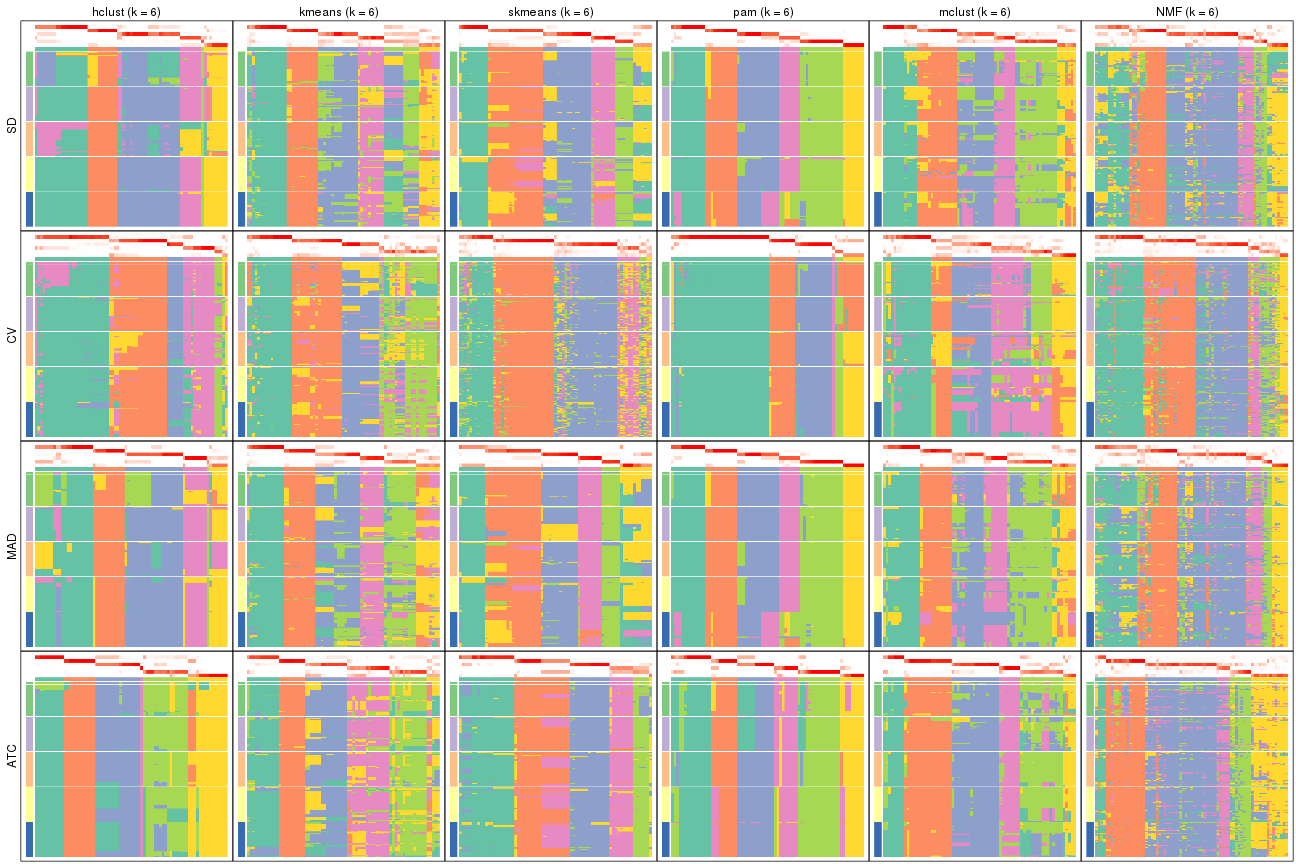 hclust (k = 6) kmeans (k = 6) skmeans (k = 6) pam (k = 6) mclust (k = 6) NMF (k = 6)
SD
CV
MAD
ATC